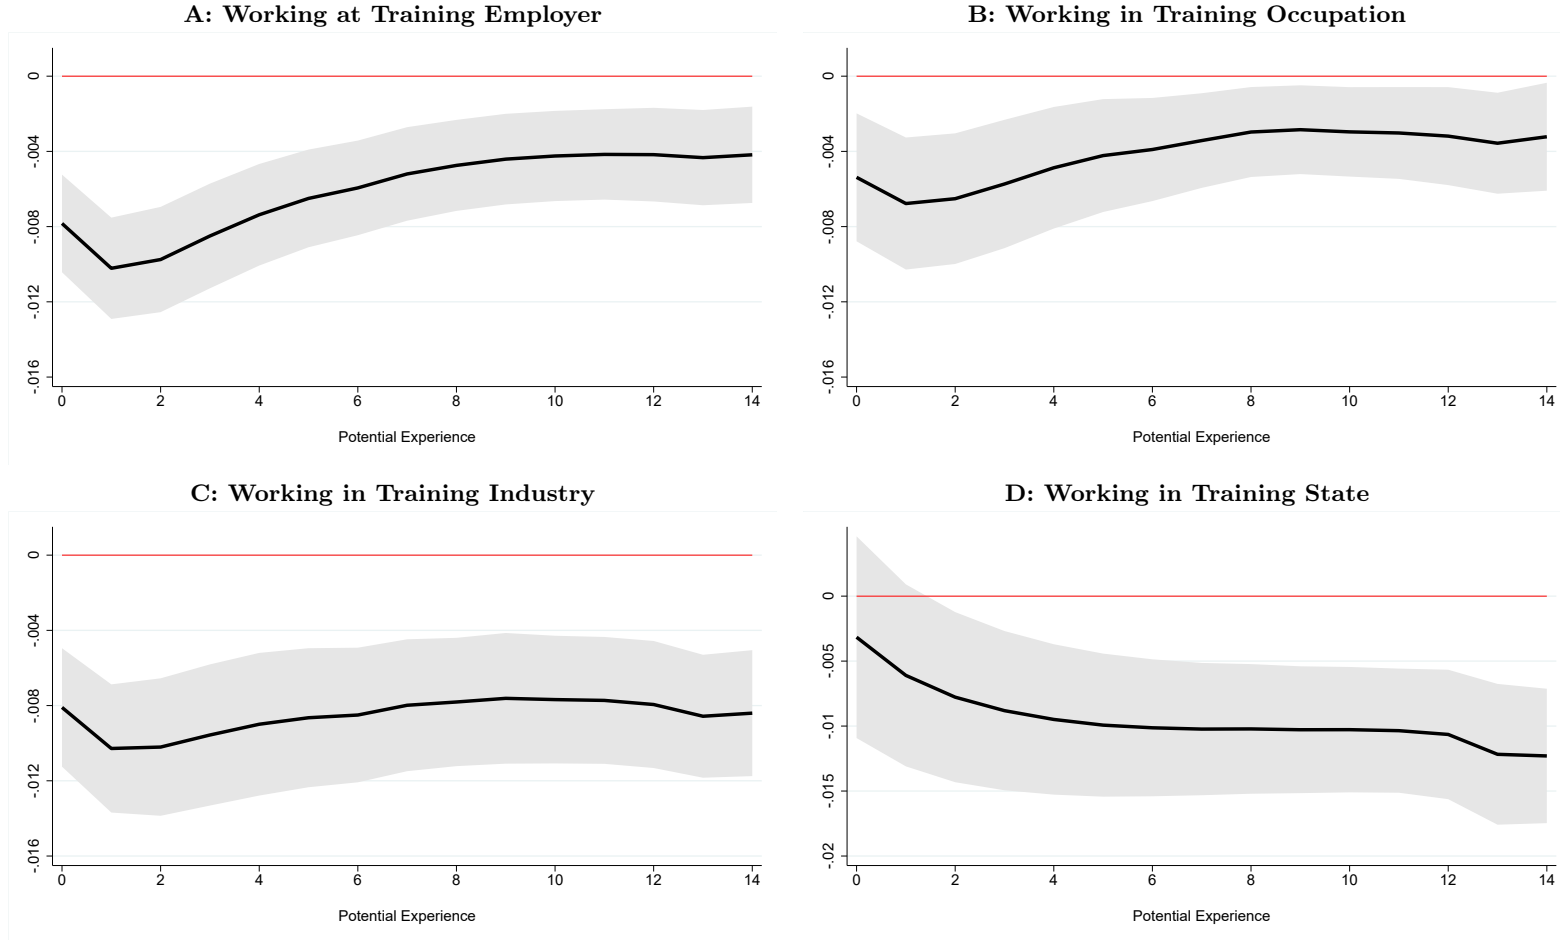 A: Working at Training Employer
0
-.004
-.008
-.012
-.016
0 2 4 6 8 10 12 14
Potential Experience
B: Working in Training Occupation
0
-.004
-.008
-.012
-.016
0 2 4 6 8 10 12 14
Potential Experience
C: Working in Training Industry
0
-.004
-.008
-.012
-.016
0 2 4 6 8 10 12 14
Potential Experience
D: Working in Training State
0
-.005
-.01
-.015
-.02
0 2 4 6 8 10 12 14
Potential Experience